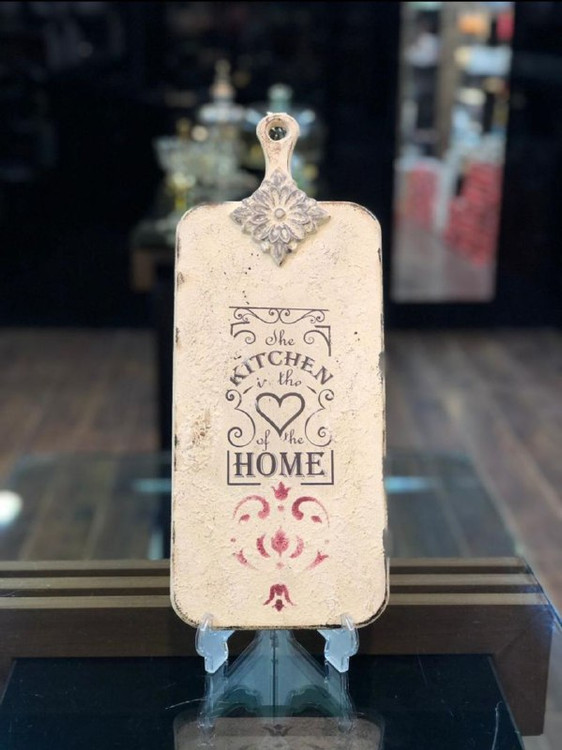 The
KITCHEN
is the
of the
HOME